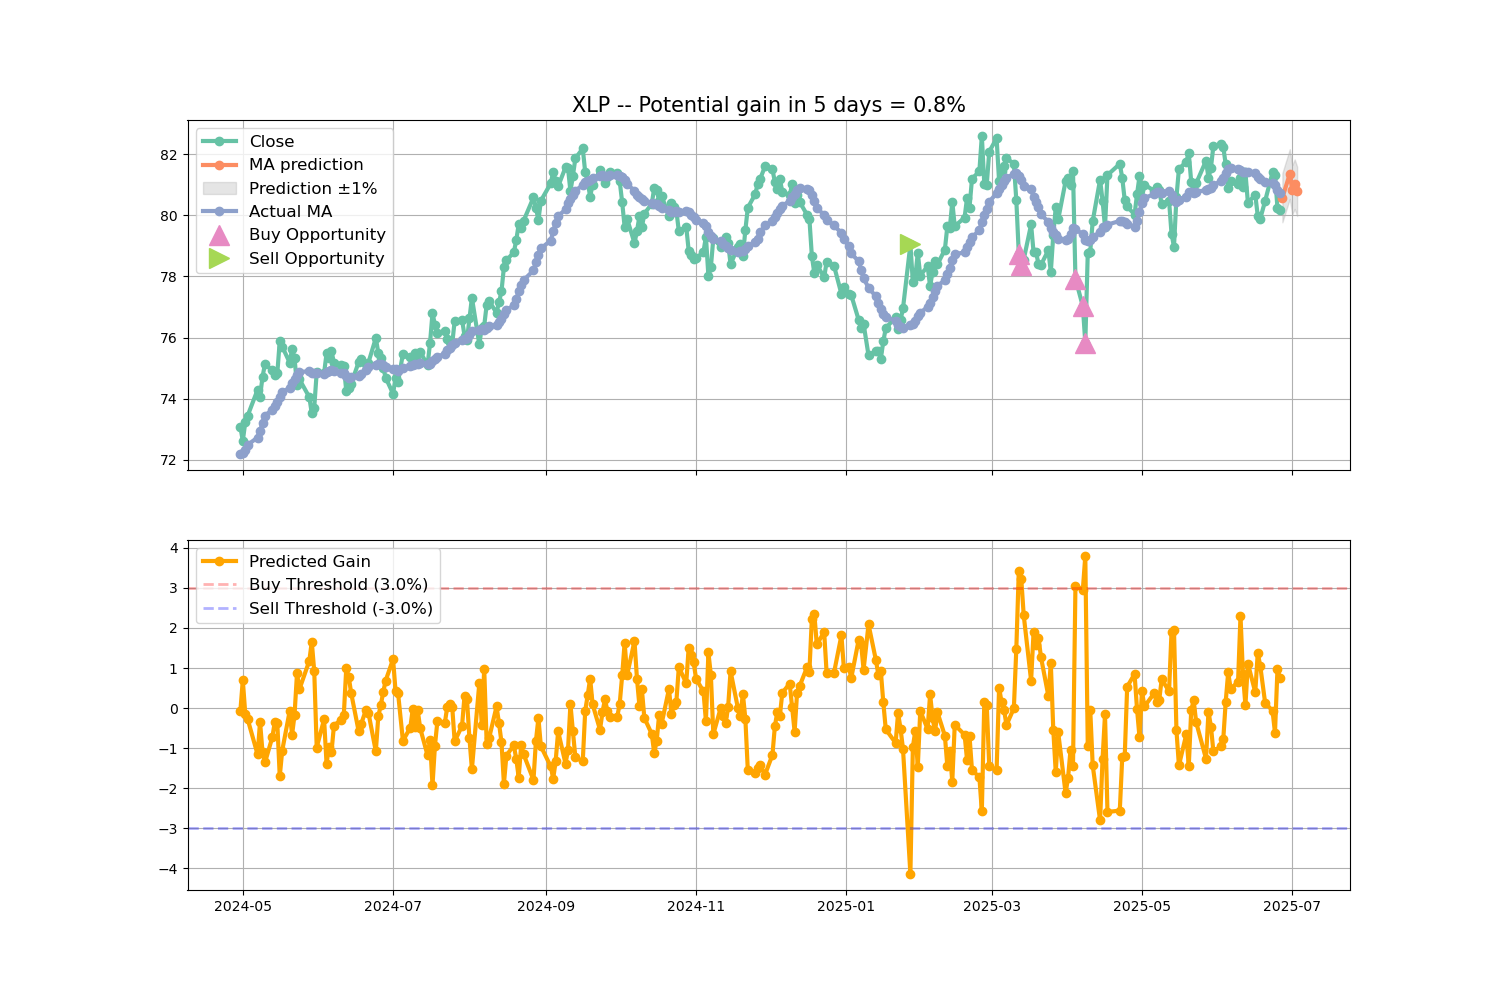 XLP -- Potential gain in 5 days = 0.8%
Close
MA prediction
Prediction ±1%
Actual MA
Buy Opportunity
Sell Opportunity
82
80
78
76
74
72
Predicted Gain
Buy Threshold (3.0%)
Sell Threshold (-3.0%)
4
3
2
1
0
−1
−2
−3
−4
2024-05
2024-07
2024-09
2024-11
2025-01
2025-03
2025-05
2025-07